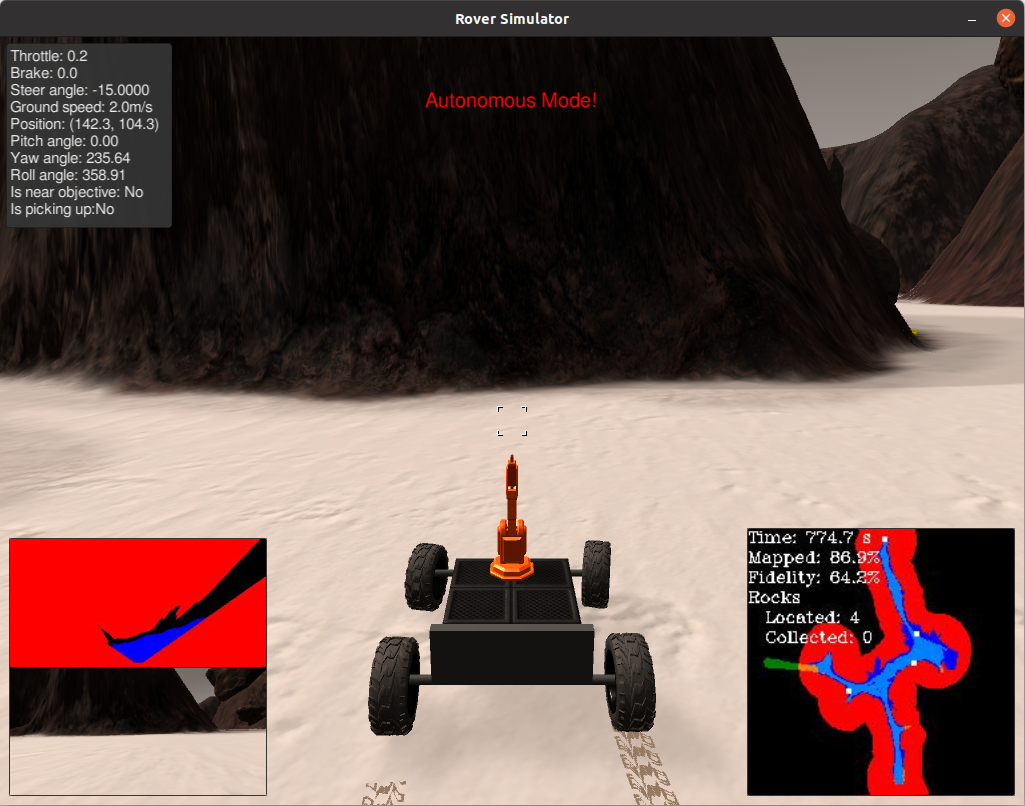 Rover Simulator
Throttle: 0.2
Brake: 0.0
Steer angle: -15.0000
Ground speed: 2.0m/s
Position: (142.3, 104.3)
Pitch angle: 0.00
Yaw angle: 235.64
Roll angle: 358.91
Is near objective: No
Is picking up:No
Autonomous Mode!
Time: 774.7 s
Mapped: 86.9%
Fidelity: 64.2%
Rocks
Located: 4
Collected: 0